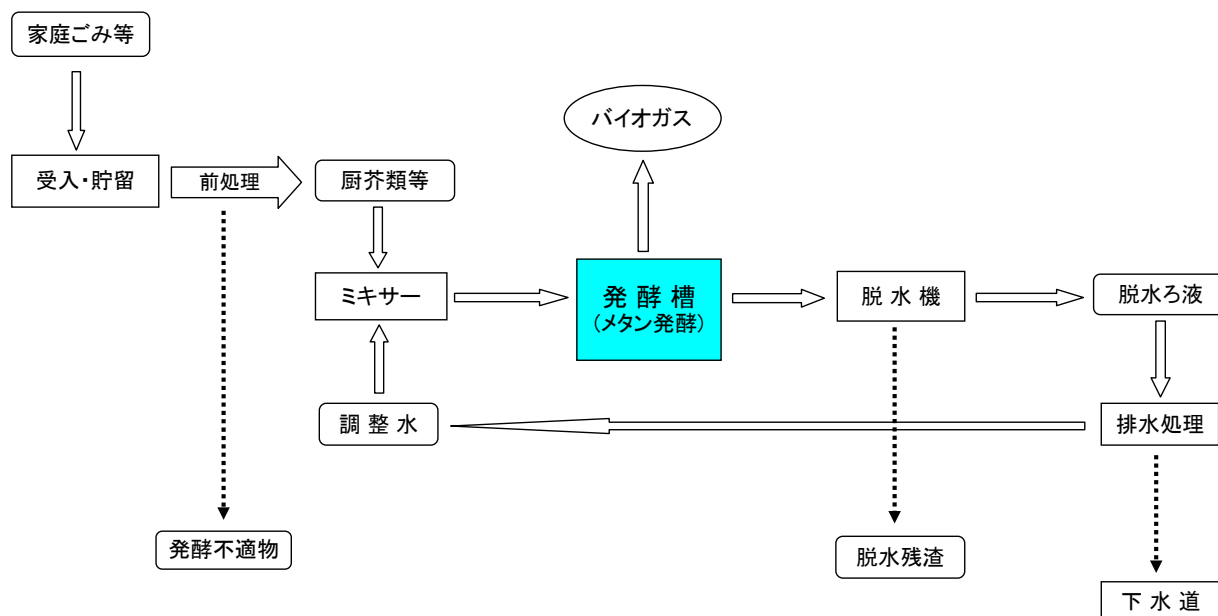 家庭ごみ等
バイオガス
受入・貯留
前処理
厨芥類等
ミキサー
発酵槽
(メタン発酵)
脱水機
脱水ろ液
調整水
排水処理
発酵不適物
脱水残渣
下水道